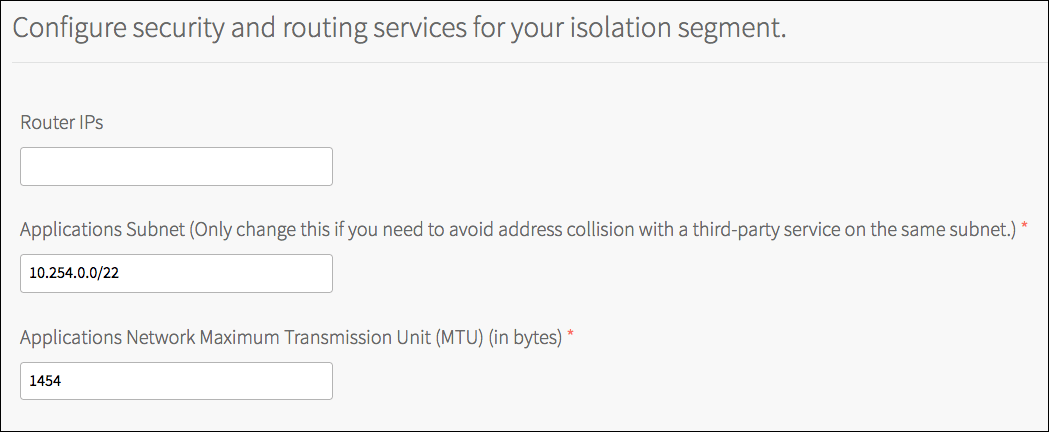 Configure security and routing services for your isolation segment.
Router IPs
Applications Subnet (Only change this if you need to avoid address collision with a third-party service on the same subnet.) *
10.254.0.0/22
Applications Network Maximum Transmission Unit (MTU) (in bytes) *
1454